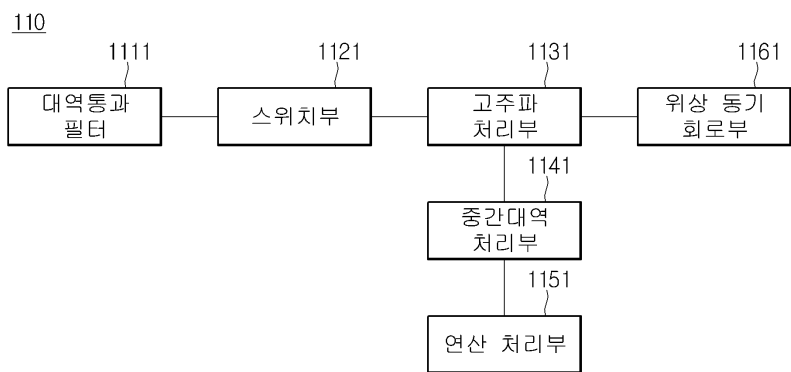 110
1111
1121
1131
1161
대역통과
필터
스위치부
고주파
처리부
위상 동기
회로부
1141
중간대역
처리부
1151
연산 처리부